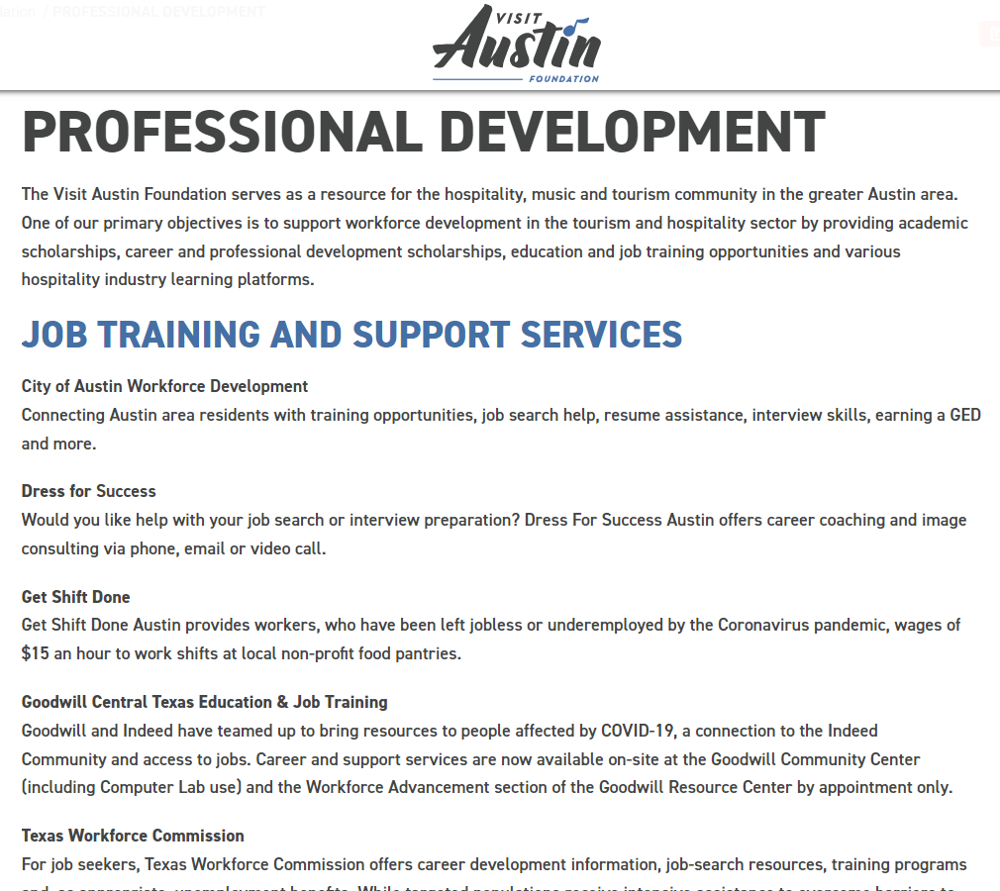 PROFESSIONAL DEVELOPMENT
VISIT
Austin
FOUNDATION
PROFESSIONAL DEVELOPMENT
The Visit Austin Foundation serves as a resource for the hospitality, music and tourism community in the greater Austin area.
One of our primary objectives is to support workforce development in the tourism and hospitality sector by providing academic
scholarships, career and professional development scholarships, education and job training opportunities and various
hospitality industry learning platforms.
JOB TRAINING AND SUPPORT SERVICES
City of Austin Workforce Development
Connecting Austin area residents with training opportunities, job search help, resume assistance, interview skills, earning a GED
and more.
Dress for Success
Would you like help with your job search or interview preparation? Dress For Success Austin offers career coaching and image
consulting via phone, email or video call.
Get Shift Done
Get Shift Done Austin provides workers, who have been left jobless or underemployed by the Coronavirus pandemic, wages of
$15 an hour to work shifts at local non-profit food pantries.
Goodwill Central Texas Education & Job Training
Goodwill and Indeed have teamed up to bring resources to people affected by COVID-19, a connection to the Indeed
Community and access to jobs. Career and support services are now available on-site at the Goodwill Community Center
(including Computer Lab use) and the Workforce Advancement section of the Goodwill Resource Center by appointment only.
Texas Workforce Commission
For job seekers, Texas Workforce Commission offers career development information, job-search resources, training programs
and, as appropriate, unemployment benefits. While targeted populations receive intensive assistance to overcome barriers to